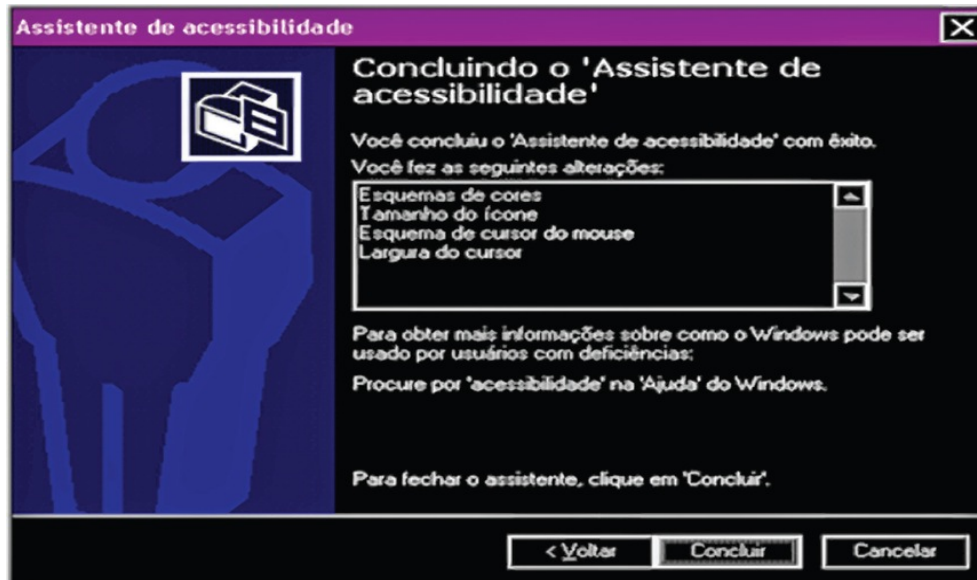 Assistente de acessibilidade
Concluindo o 'Assistente de
acessibilidade'
Você concluiu o 'Assistente de acessibilidade' com êxito.
Você fez as seguintes alterações:
Esquemas de cores
Tamanho do ícone
Esquema de cursor do mouse
Largura do cursor
Para obter mais informações sobre como o Windows pode ser
usado por usuários com deficiências:
Procure por 'acessibilidade' na 'Ajuda' do Windows.
Para fechar o assistente, clique em 'Concluir'.
< Voltar Concluir Cancelar